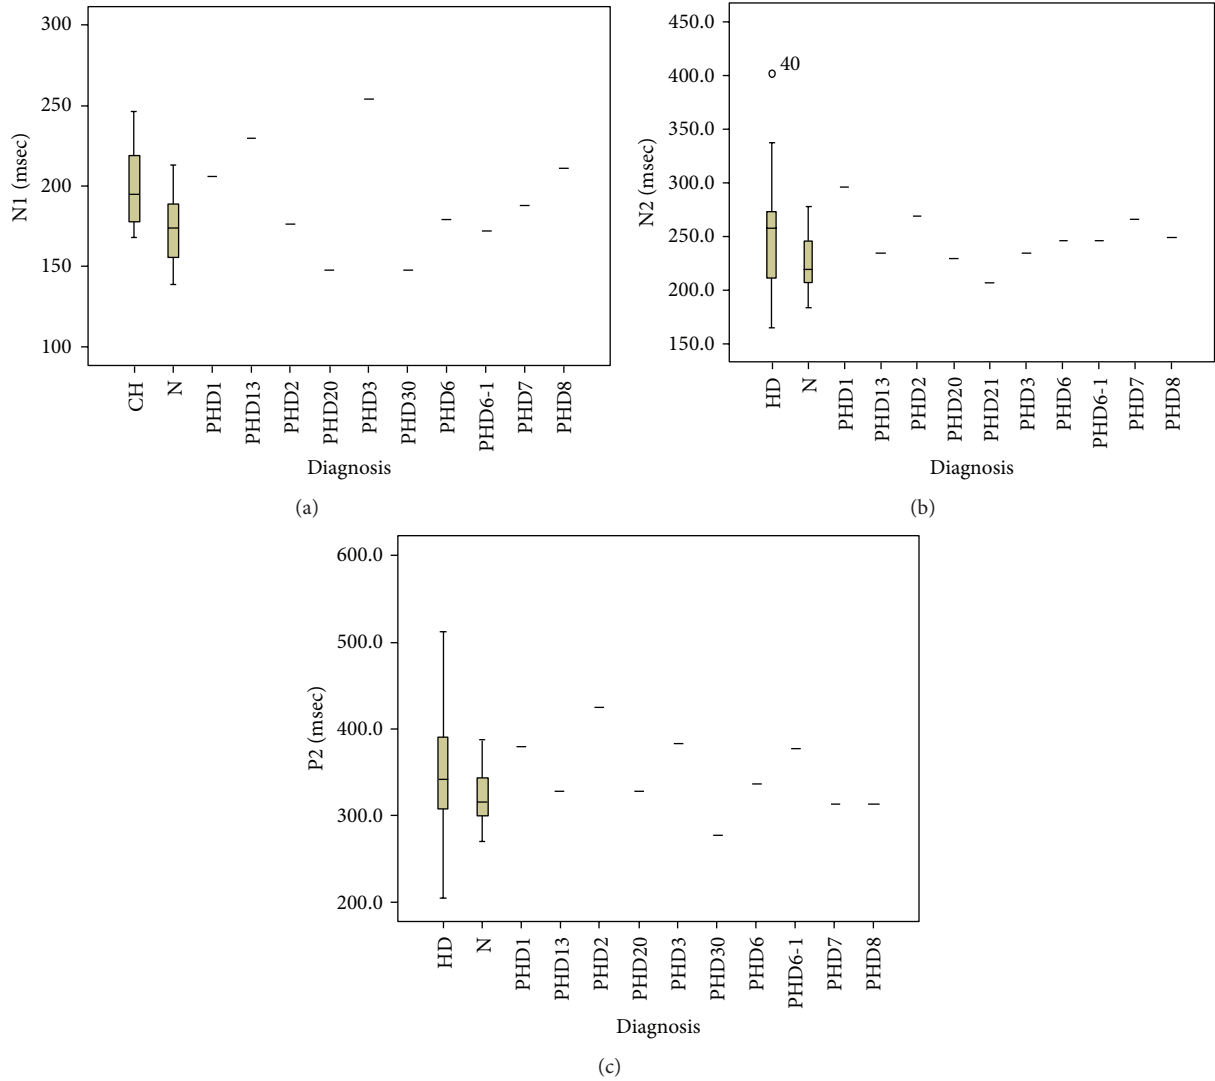 300
250
200
150
100
N1 (msec)
CH
N
PHD1
PHD13
PHD2
PHD20
PHD3
PHD30
PHD6
PHD6-1
PHD7
PHD8
Diagnosis
(a)
450.0
400.0
350.0
300.0
250.0
200.0
150.0
N2 (msec)
40
HD
N
PHD1
PHD13
PHD2
PHD20
PHD21
PHD3
PHD6
PHD6-1
PHD7
PHD8
Diagnosis
(b)
600.0
500.0
400.0
300.0
200.0
P2 (msec)
HD
N
PHD1
PHD13
PHD2
PHD20
PHD3
PHD30
PHD6
PHD6-1
PHD7
PHD8
Diagnosis
(c)